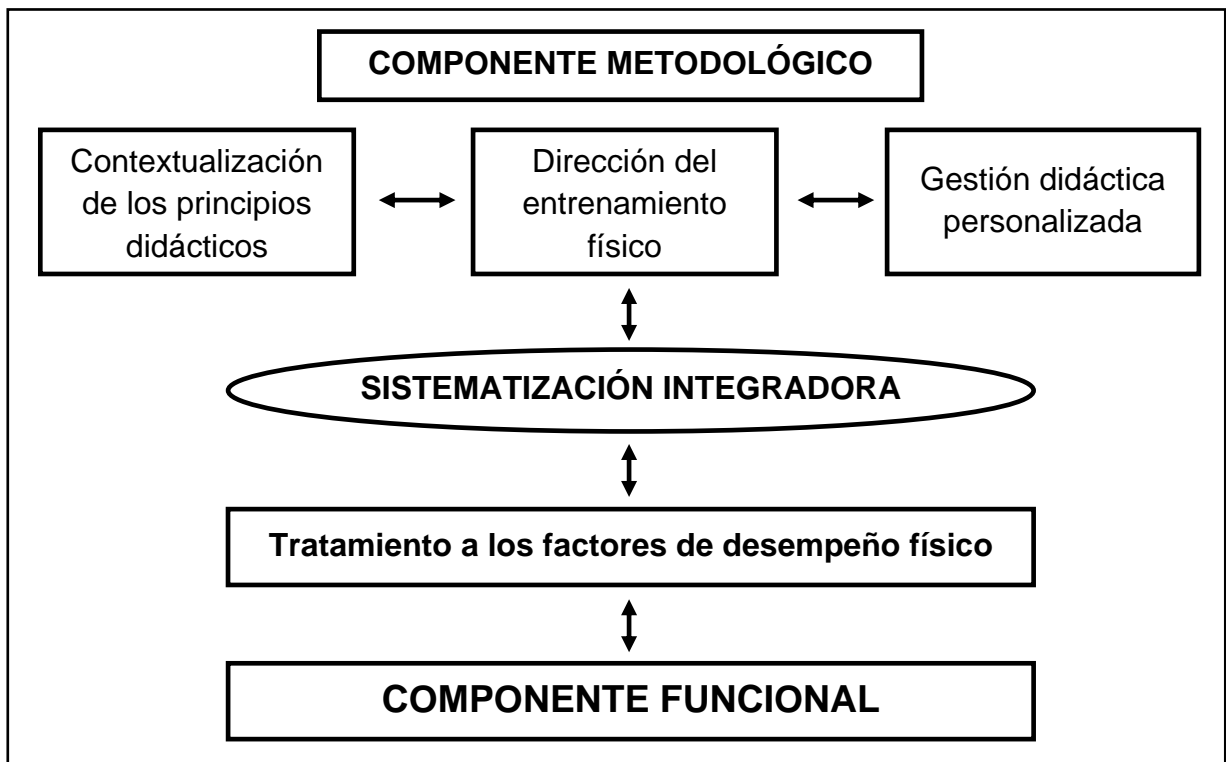 COMPONENTE METODOLÓGICO
Contextualización
de los principios
didácticos
Dirección del
entrenamiento
físico
Gestión didáctica
personalizada
SISTEMATIZACIÓN INTEGRADORA
Tratamiento a los factores de desempeño físico
COMPONENTE FUNCIONAL